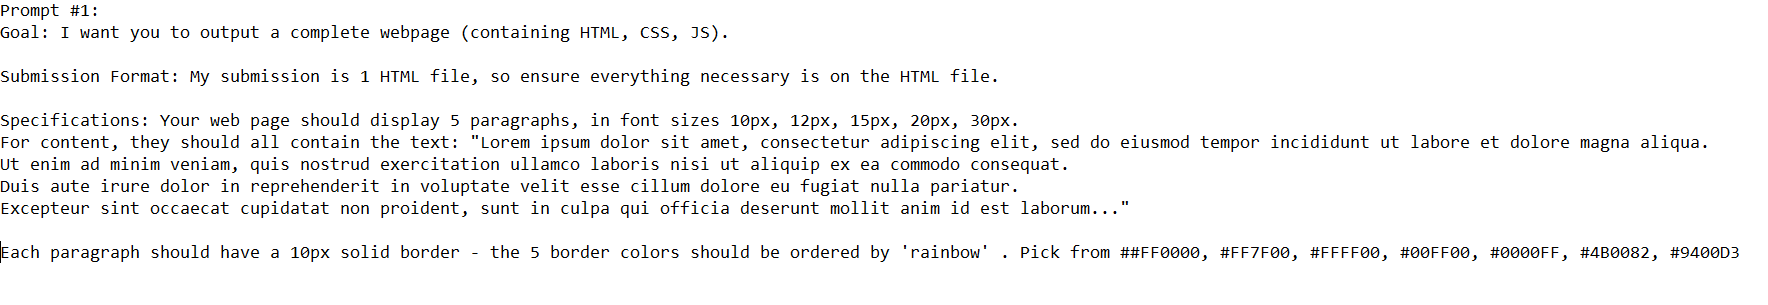 Prompt #1:
Goal: I want you to output a complete webpage (containing HTML, CSS, JS).
Submission Format: My submission is 1 HTML file, so ensure everything necessary is on the HTML file.
Specifications: Your web page should display 5 paragraphs, in font sizes 10px, 12px, 15px, 20px, 30px.
For content, they should all contain the text: "Lorem ipsum dolor sit amet, consectetur adipiscing elit, sed do eiusmod tempor incididunt ut labore et dolore magna aliqua.
Ut enim ad minim veniam, quis nostrud exercitation ullamco laboris nisi ut aliquip ex ea commodo consequat.
Duis aute irure dolor in reprehenderit in voluptate velit esse cillum dolore eu fugiat nulla pariatur.
Excepteur sint occaecat cupidatat non proident, sunt in culpa qui officia deserunt mollit anim id est laborum..."
Each paragraph should have a 10px solid border - the 5 border colors should be ordered by 'rainbow' . Pick from ##FF0000, #FF7F00, #FFFF00, #00FF00, #0000FF, #4B0082, #9400D3